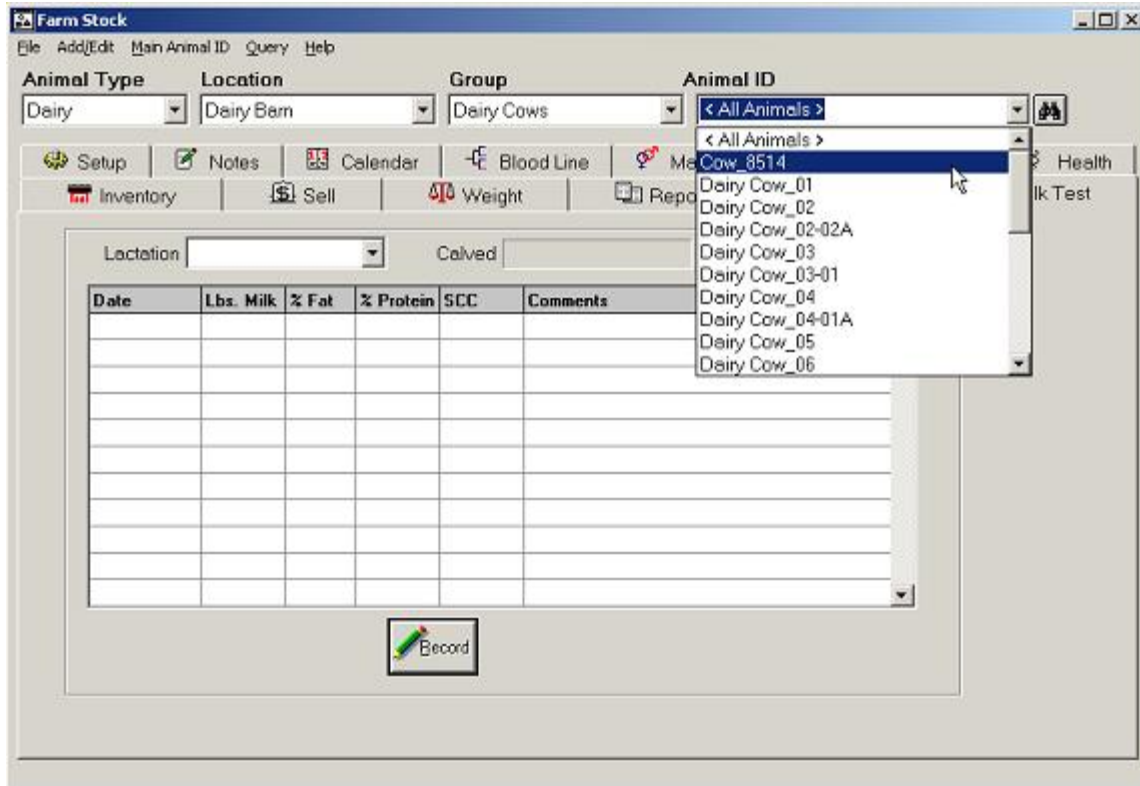 Farm Stock
File Add/Edit Main Animal ID Query Help
Animal Type Location Group Animal ID
Dairy Dairy Barn Dairy Cows < All Animals >
< All Animals >
Cow_8514
Dairy Cow_01
Dairy Cow_02
Dairy Cow_02-02A
Dairy Cow_03
Dairy Cow_03-01
Dairy Cow_04
Dairy Cow_04-01A
Dairy Cow_05
Dairy Cow_06
Setup Notes Calendar Blood Line Ma Health
Inventory Sell Weight Repo lk Test
Lactation Calved
Date Lbs. Milk % Fat % Protein SCC Comments
Record